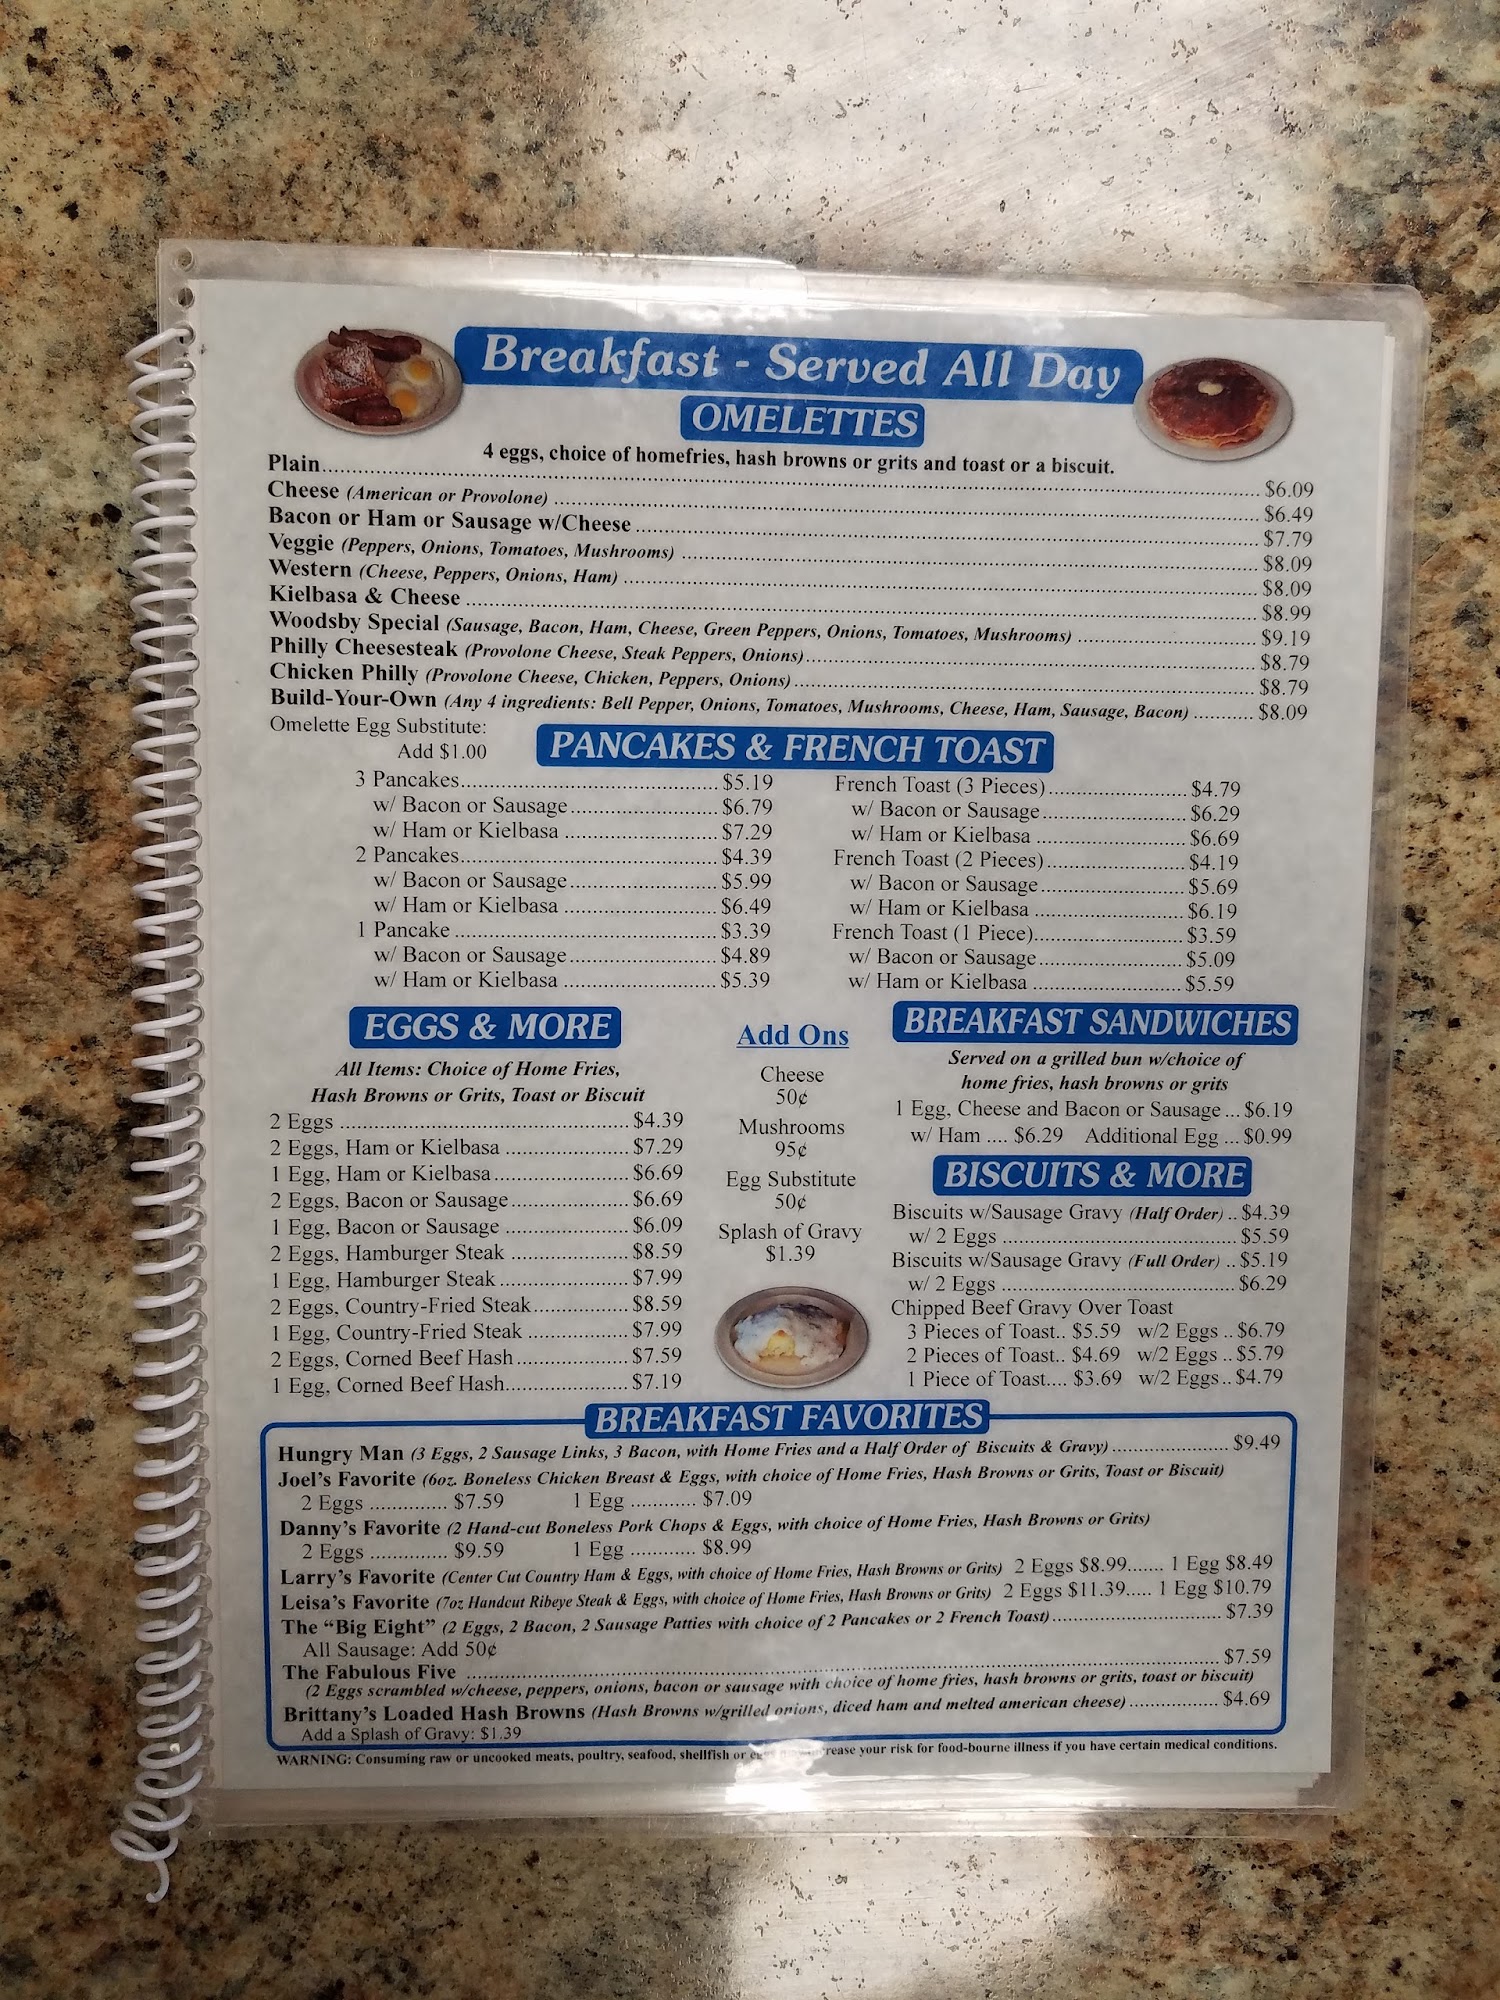 Breakfast - Served All Day
OMELETTES
4 eggs, choice of homefries, hash browns or grits and toast or a biscuit.
Plain $6.09
Cheese (American or Provolone) $6.49
Bacon or Ham or Sausage w/Cheese $7.79
Veggie (Peppers, Onions, Tomatoes, Mushrooms) $8.09
Western (Cheese, Peppers, Onions, Ham) $8.09
Kielbasa & Cheese $8.99
Woodsby Special (Sausage, Bacon, Ham, Cheese, Green Peppers, Onions, Tomatoes, Mushrooms) $9.19
Philly Cheesesteak (Provolone Cheese, Steak Peppers, Onions) $8.79
Chicken Philly (Provolone Cheese, Chicken, Peppers, Onions) $8.79
Build-Your-Own (Any 4 ingredients: Bell Pepper, Onions, Tomatoes, Mushrooms, Cheese, Ham, Sausage, Bacon) $8.09
Omelette Egg Substitute:
Add $1.00
PANCAKES & FRENCH TOAST
3 Pancakes $5.19
w/ Bacon or Sausage $6.79
w/ Ham or Kielbasa $7.29
2 Pancakes $4.39
w/ Bacon or Sausage $5.99
w/ Ham or Kielbasa $6.49
1 Pancake $3.39
w/ Bacon or Sausage $4.89
w/ Ham or Kielbasa $5.39
French Toast (3 Pieces) $4.79
w/ Bacon or Sausage $6.29
w/ Ham or Kielbasa $6.69
French Toast (2 Pieces) $4.19
w/ Bacon or Sausage $5.69
w/ Ham or Kielbasa $6.19
French Toast (1 Piece) $3.59
w/ Bacon or Sausage $5.09
w/ Ham or Kielbasa $5.59
EGGS & MORE
All Items: Choice of Home Fries,
Hash Browns or Grits, Toast or Biscuit
2 Eggs $4.39
2 Eggs, Ham or Kielbasa $7.29
1 Egg, Ham or Kielbasa $6.69
2 Eggs, Bacon or Sausage $6.69
1 Egg, Bacon or Sausage $6.09
2 Eggs, Hamburger Steak $8.59
1 Egg, Hamburger Steak $7.99
2 Eggs, Country-Fried Steak $8.59
1 Egg, Country-Fried Steak $7.99
2 Eggs, Corned Beef Hash $7.59
1 Egg, Corned Beef Hash $7.19
Add Ons
Cheese
50¢
Mushrooms
95¢
Egg Substitute
50¢
Splash of Gravy
$1.39
BREAKFAST SANDWICHES
Served on a grilled bun w/choice of
home fries, hash browns or grits
1 Egg, Cheese and Bacon or Sausage ... $6.19
w/ Ham .... $6.29 Additional Egg ... $0.99
BISCUITS & MORE
Biscuits w/Sausage Gravy (Half Order) .. $4.39
w/ 2 Eggs $5.59
Biscuits w/Sausage Gravy (Full Order) .. $5.19
w/ 2 Eggs $6.29
Chipped Beef Gravy Over Toast
3 Pieces of Toast.. $5.59 w/2 Eggs .. $6.79
2 Pieces of Toast.. $4.69 w/2 Eggs .. $5.79
1 Piece of Toast.... $3.69 w/2 Eggs.. $4.79
BREAKFAST FAVORITES
Hungry Man (3 Eggs, 2 Sausage Links, 3 Bacon, with Home Fries and a Half Order of Biscuits & Gravy) $9.49
Joel's Favorite (6oz. Boneless Chicken Breast & Eggs, with choice of Home Fries, Hash Browns or Grits, Toast or Biscuit)
2 Eggs $7.59 1 Egg $7.09
Danny's Favorite (2 Hand-cut Boneless Pork Chops & Eggs, with choice of Home Fries, Hash Browns or Grits)
2 Eggs $9.59 1 Egg $8.99
Larry's Favorite (Center Cut Country Ham & Eggs, with choice of Home Fries, Hash Browns or Grits) 2 Eggs $8.99....... 1 Egg $8.49
Leisa's Favorite (7oz Handcut Ribeye Steak & Eggs, with choice of Home Fries, Hash Browns or Grits) 2 Eggs $11.39..... 1 Egg $10.79
The "Big Eight" (2 Eggs, 2 Bacon, 2 Sausage Patties with choice of 2 Pancakes or 2 French Toast) $7.39
All Sausage: Add 50¢
The Fabulous Five $7.59
(2 Eggs scrambled w/cheese, peppers, onions, bacon or sausage with choice of home fries, hash browns or grits, toast or biscuit)
Brittany's Loaded Hash Browns (Hash Browns w/grilled onions, diced ham and melted american cheese) $4.69
Add a Splash of Gravy: $1.39
WARNING: Consuming raw or uncooked meats, poultry, seafood, shellfish or your risk for food-bourne illness if you have certain medical conditions.